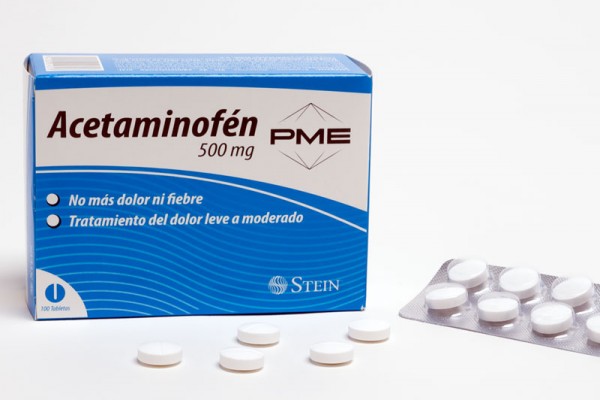 Acetaminofén
500 mg
PME
No más dolor ni fiebre
Tratamiento del dolor leve a moderado
STEIN
100 Tabletas